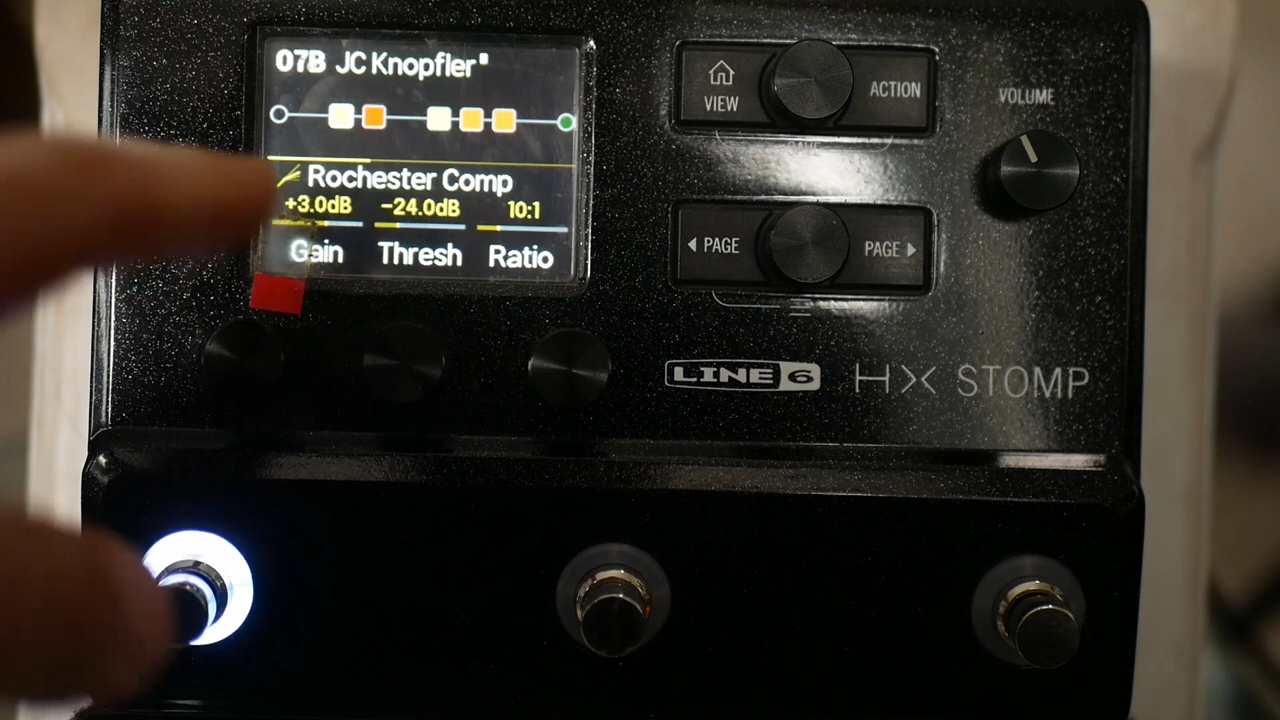 07B JC Knopfler
Rochester Comp
+3.0dB -24.0dB 10:1
Gain Thresh Ratio
VIEW
ACTION
SAVE
VOLUME
PAGE
PAGE
LINE 6
HX STOMP